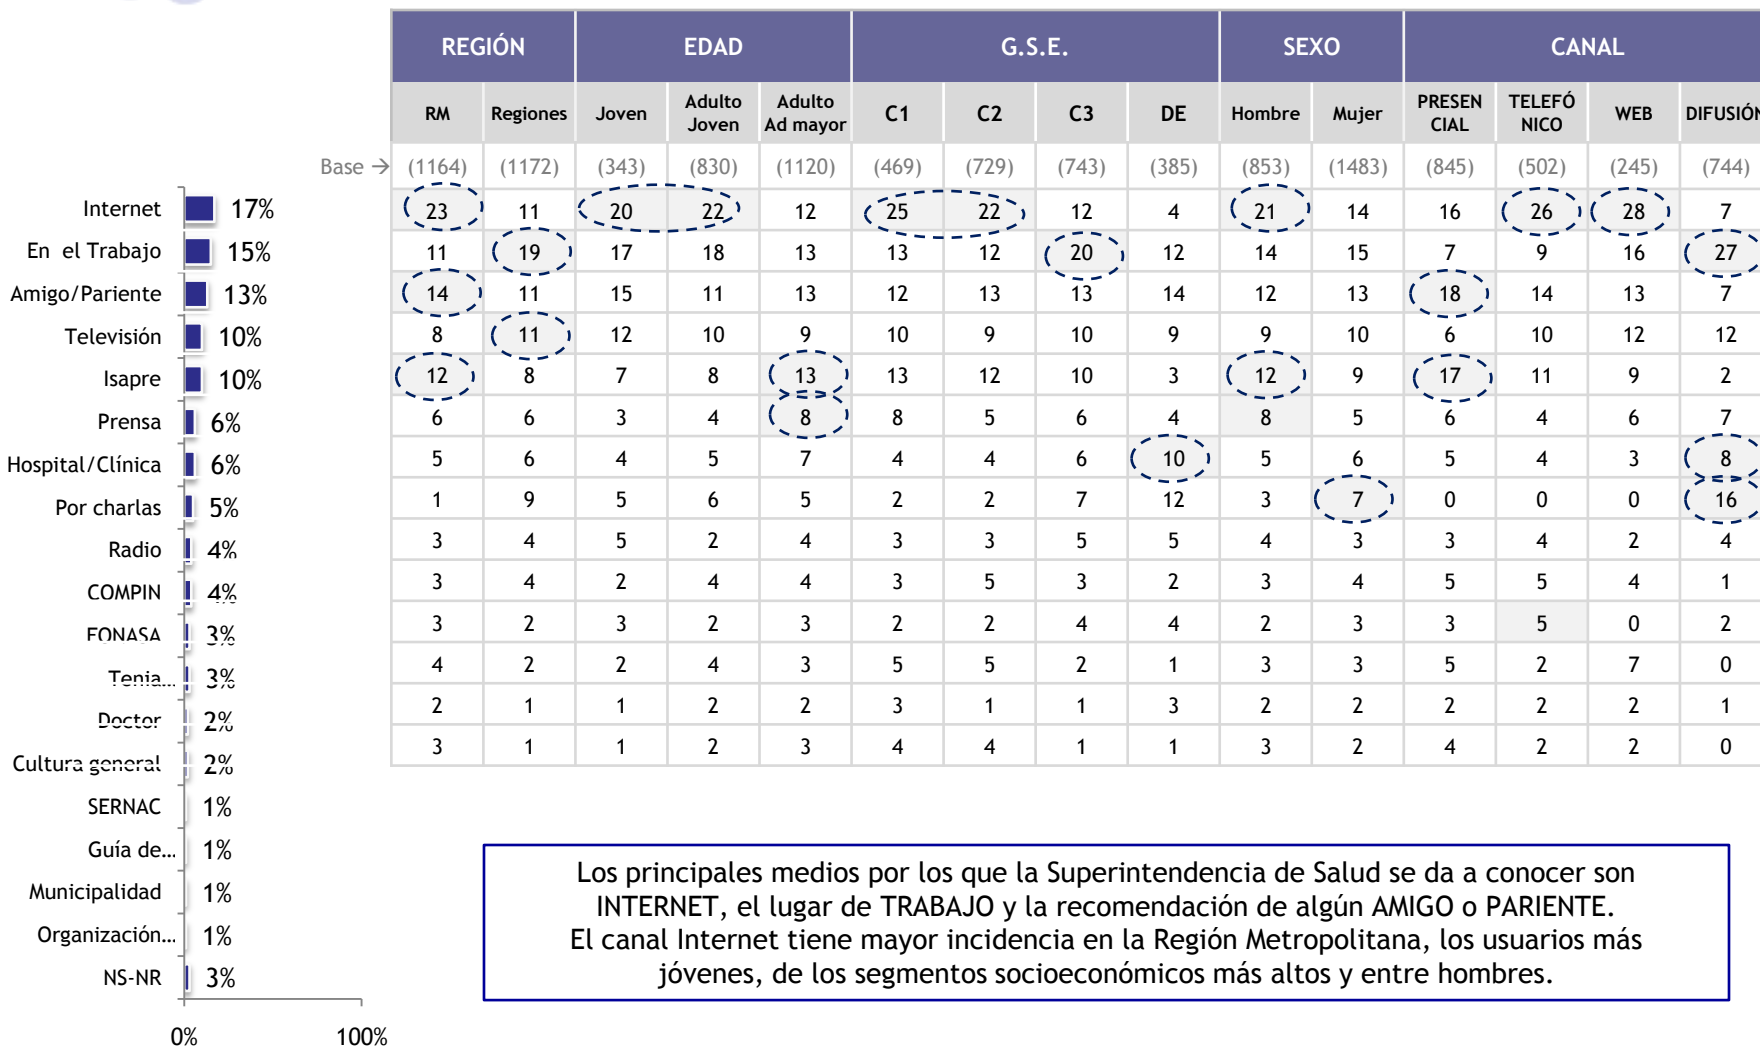 REGIÓN EDAD G.S.E. SEXO CANAL
RM Regiones Joven Adulto Joven Adulto Ad mayor C1 C2 C3 DE Hombre Mujer PRESEN CIAL TELEFÓ NICO WEB DIFUSIÓN
Base → (1164) (1172) (343) (830) (1120) (469) (729) (743) (385) (853) (1483) (845) (502) (245) (744)
Internet 17% 23 11 20 22 12 25 22 12 4 21 14 16 26 28 7
En el Trabajo 15% 11 19 17 18 13 13 12 20 12 14 15 7 9 16 27
Amigo/Pariente 13% 14 11 15 11 13 12 13 13 14 12 13 18 14 13 7
Televisión 10% 8 11 12 10 9 10 9 10 9 9 10 6 10 12 12
Isapre 10% 12 8 7 8 13 13 12 10 3 12 9 17 11 9 2
Prensa 6% 6 6 3 4 8 8 5 6 4 8 5 6 4 6 7
Hospital/Clínica 6% 5 6 4 5 7 4 4 6 10 5 6 5 4 3 8
Por charlas 5% 1 9 5 6 5 2 2 7 12 3 7 0 0 0 16
Radio 4% 3 4 5 2 4 3 3 5 5 4 3 3 4 2 4
COMPIN 4% 3 4 2 4 4 3 5 3 2 3 4 5 5 4 1
FONASA 3% 3 2 3 2 3 2 2 4 4 2 3 3 5 0 2
Tenia... 3% 4 2 2 4 3 5 5 2 1 3 3 5 2 7 0
Doctor 2% 2 1 1 2 2 3 1 1 3 2 2 2 2 2 1
Cultura general 2% 3 1 1 2 3 4 4 1 1 3 2 4 2 2 0
SERNAC 1%
Guía de... 1%
Municipalidad 1%
Organización... 1%
NS-NR 3%
0% 100%
Los principales medios por los que la Superintendencia de Salud se da a conocer son
INTERNET, el lugar de TRABAJO y la recomendación de algún AMIGO o PARIENTE.
El canal Internet tiene mayor incidencia en la Región Metropolitana, los usuarios más
jóvenes, de los segmentos socioeconómicos más altos y entre hombres.